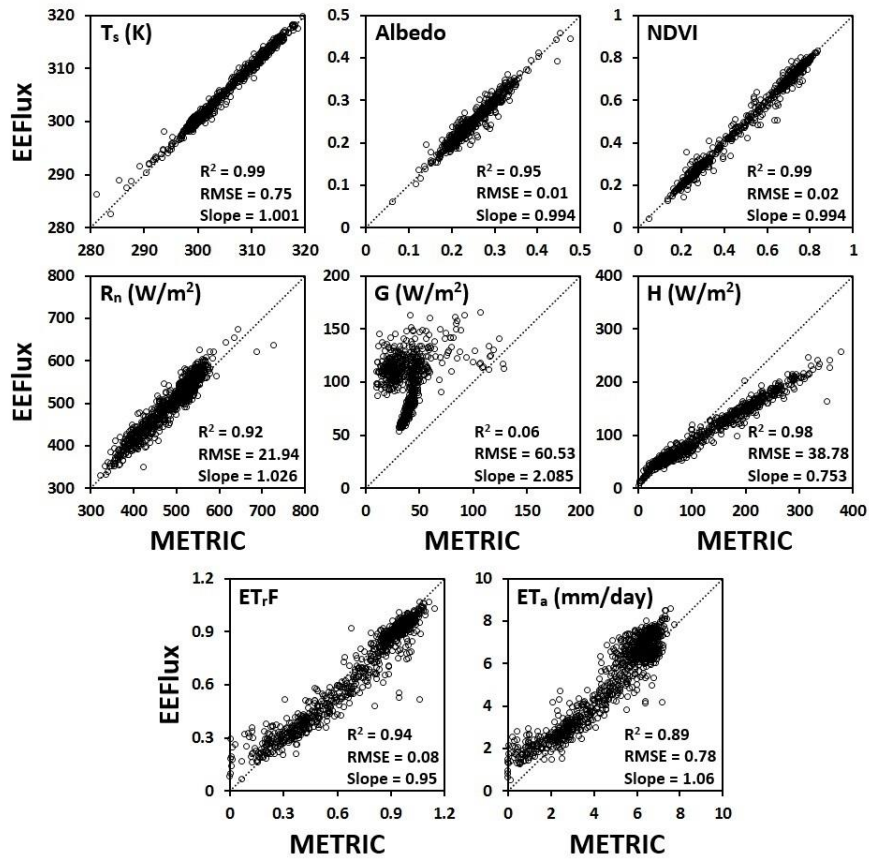 Tₛ (K)
EEFlux
320
310
300
290
280
280
290
300
310
320
R² = 0.99
RMSE = 0.75
Slope = 1.001
Albedo
0.5
0.4
0.3
0.2
0.1
0
0
0.1
0.2
0.3
0.4
0.5
R² = 0.95
RMSE = 0.01
Slope = 0.994
NDVI
1
0.8
0.6
0.4
0.2
0
0
0.2
0.4
0.6
0.8
1
R² = 0.99
RMSE = 0.02
Slope = 0.994
Rₙ (W/m²)
EEFlux
800
700
600
500
400
300
300
400
500
600
700
800
R² = 0.92
RMSE = 21.94
Slope = 1.026
METRIC
G (W/m²)
200
150
100
50
0
0
50
100
150
200
R² = 0.06
RMSE = 60.53
Slope = 2.085
METRIC
H (W/m²)
400
300
200
100
0
0
100
200
300
400
R² = 0.98
RMSE = 38.78
Slope = 0.753
METRIC
ETᵣF
EEFlux
1.2
0.9
0.6
0.3
0
0
0.3
0.6
0.9
1.2
R² = 0.94
RMSE = 0.08
Slope = 0.95
METRIC
ETₐ (mm/day)
10
8
6
4
2
0
0
2
4
6
8
10
R² = 0.89
RMSE = 0.78
Slope = 1.06
METRIC